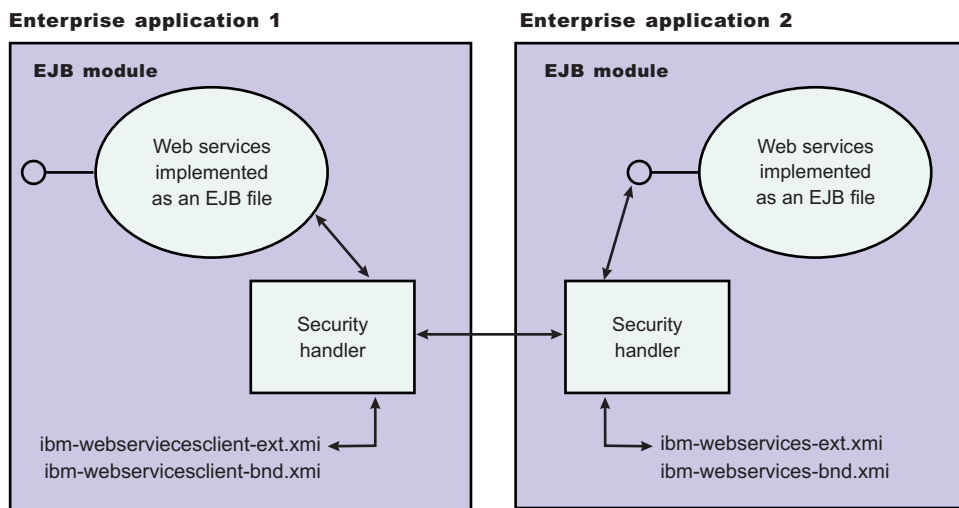 Enterprise application 1
EJB module
Web services
implemented
as an EJB file
Security
handler
ibm-webserviecesclient-ext.xmi
ibm-webservicesclient-bnd.xmi
Enterprise application 2
EJB module
Web services
implemented
as an EJB file
Security
handler
ibm-webservices-ext.xmi
ibm-webservices-bnd.xmi